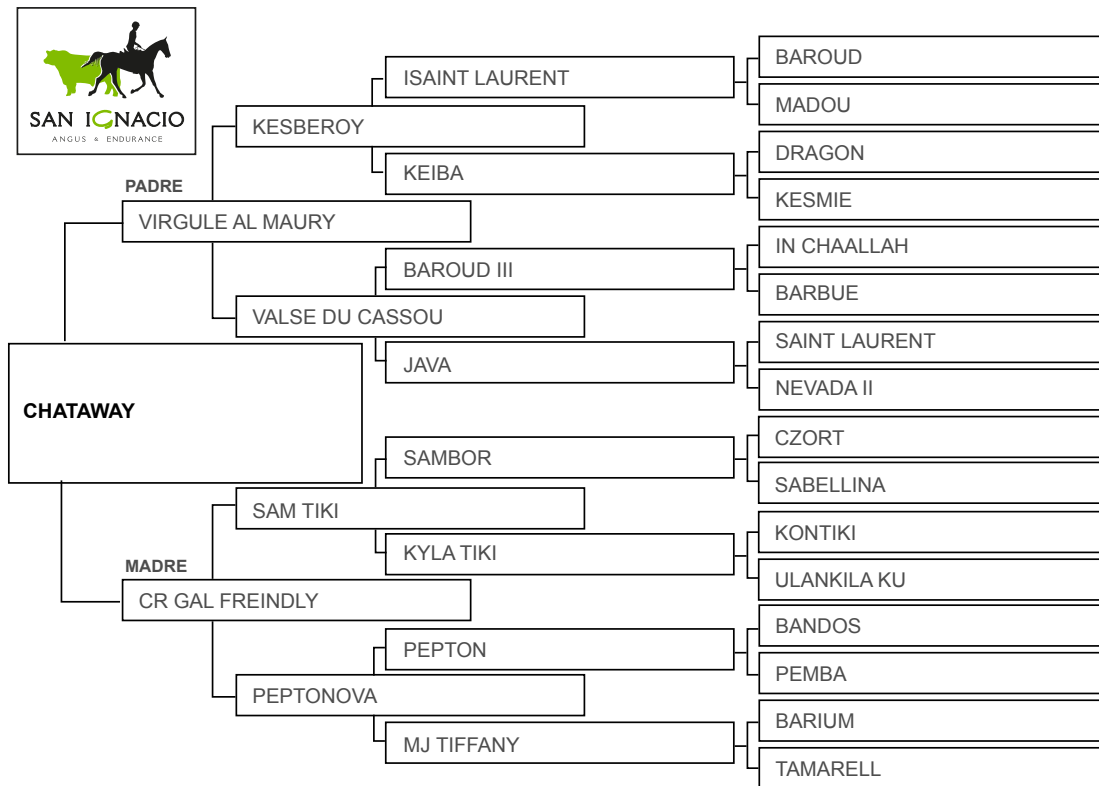 SAN IGNACIO
ANGUS & ENDURANCE
CHATAWAY
PADRE
VIRGULE AL MAURY
KESBEROY
ISAINT LAURENT
BAROUD
MADOU
KEIBA
DRAGON
KESMIE
VALSE DU CASSOU
BAROUD III
IN CHAALLAH
BARBUE
JAVA
SAINT LAURENT
NEVADA II
MADRE
CR GAL FREINDLY
SAM TIKI
SAMBOR
CZORT
SABELLINA
KYLA TIKI
KONTIKI
ULANKILA KU
PEPTONOVA
PEPTON
BANDOS
PEMBA
MJ TIFFANY
BARIUM
TAMARELL